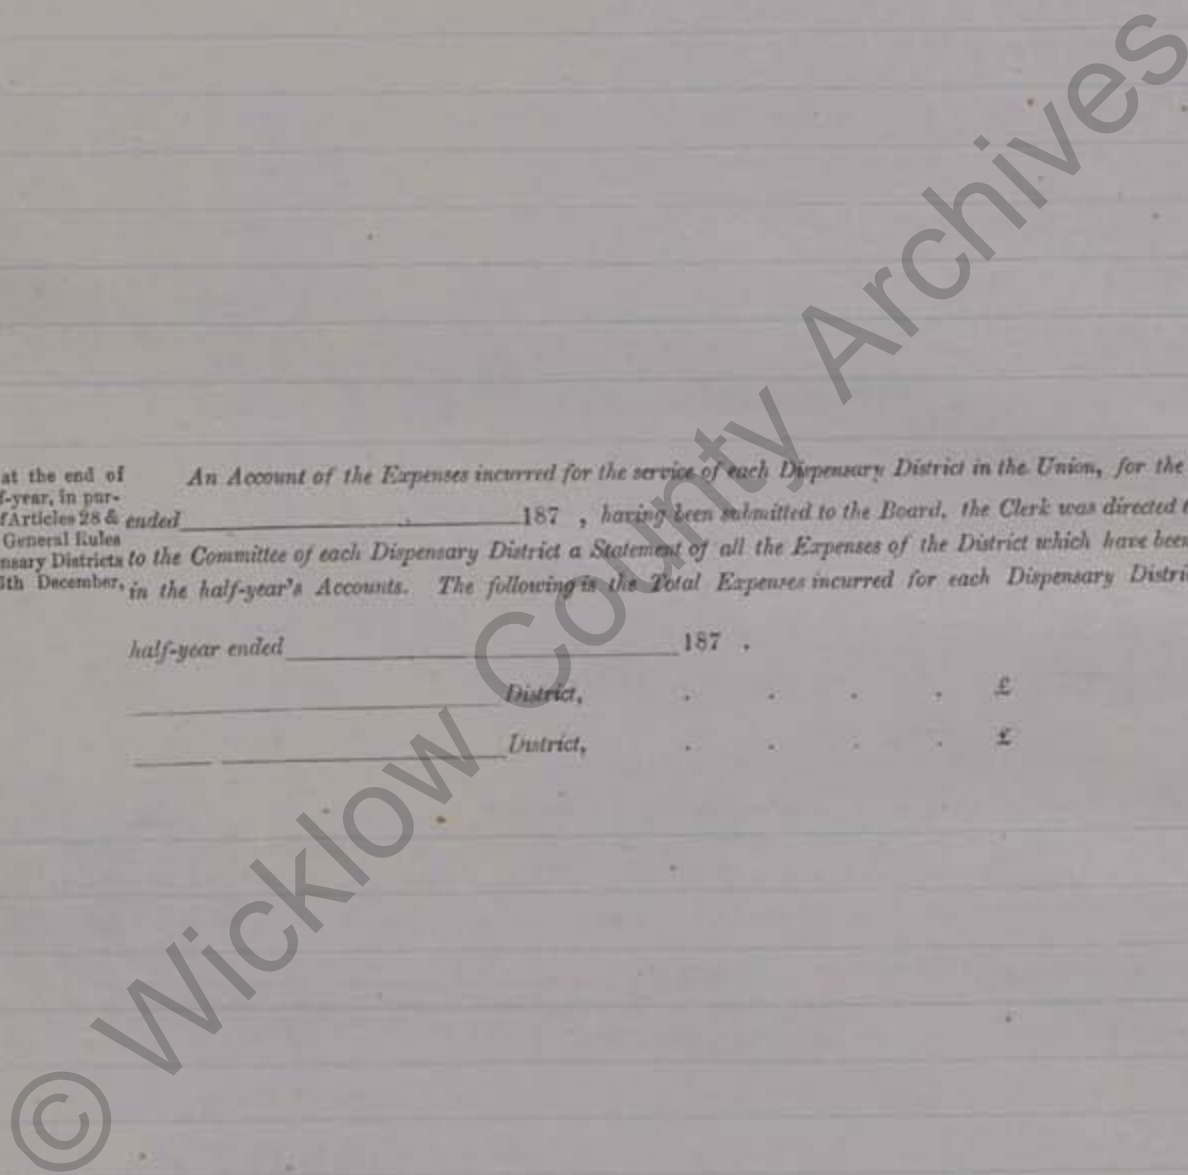 at the end of
f-year, in pur-
f Articles 28 &
General Rules
nsary Districts
th December,
An Account of the Expenses incurred for the service of each Dispensary District in the Union, for the
ended 187 , having been submitted to the Board, the Clerk was directed t
to the Committee of each Dispensary District a Statement of all the Expenses of the District which have been
in the half-year's Accounts. The following is the Total Expenses incurred for each Dispensary Distri
half-year ended 187 .
District, . . . . £
District, . . . . £
© Wicklow County Archives